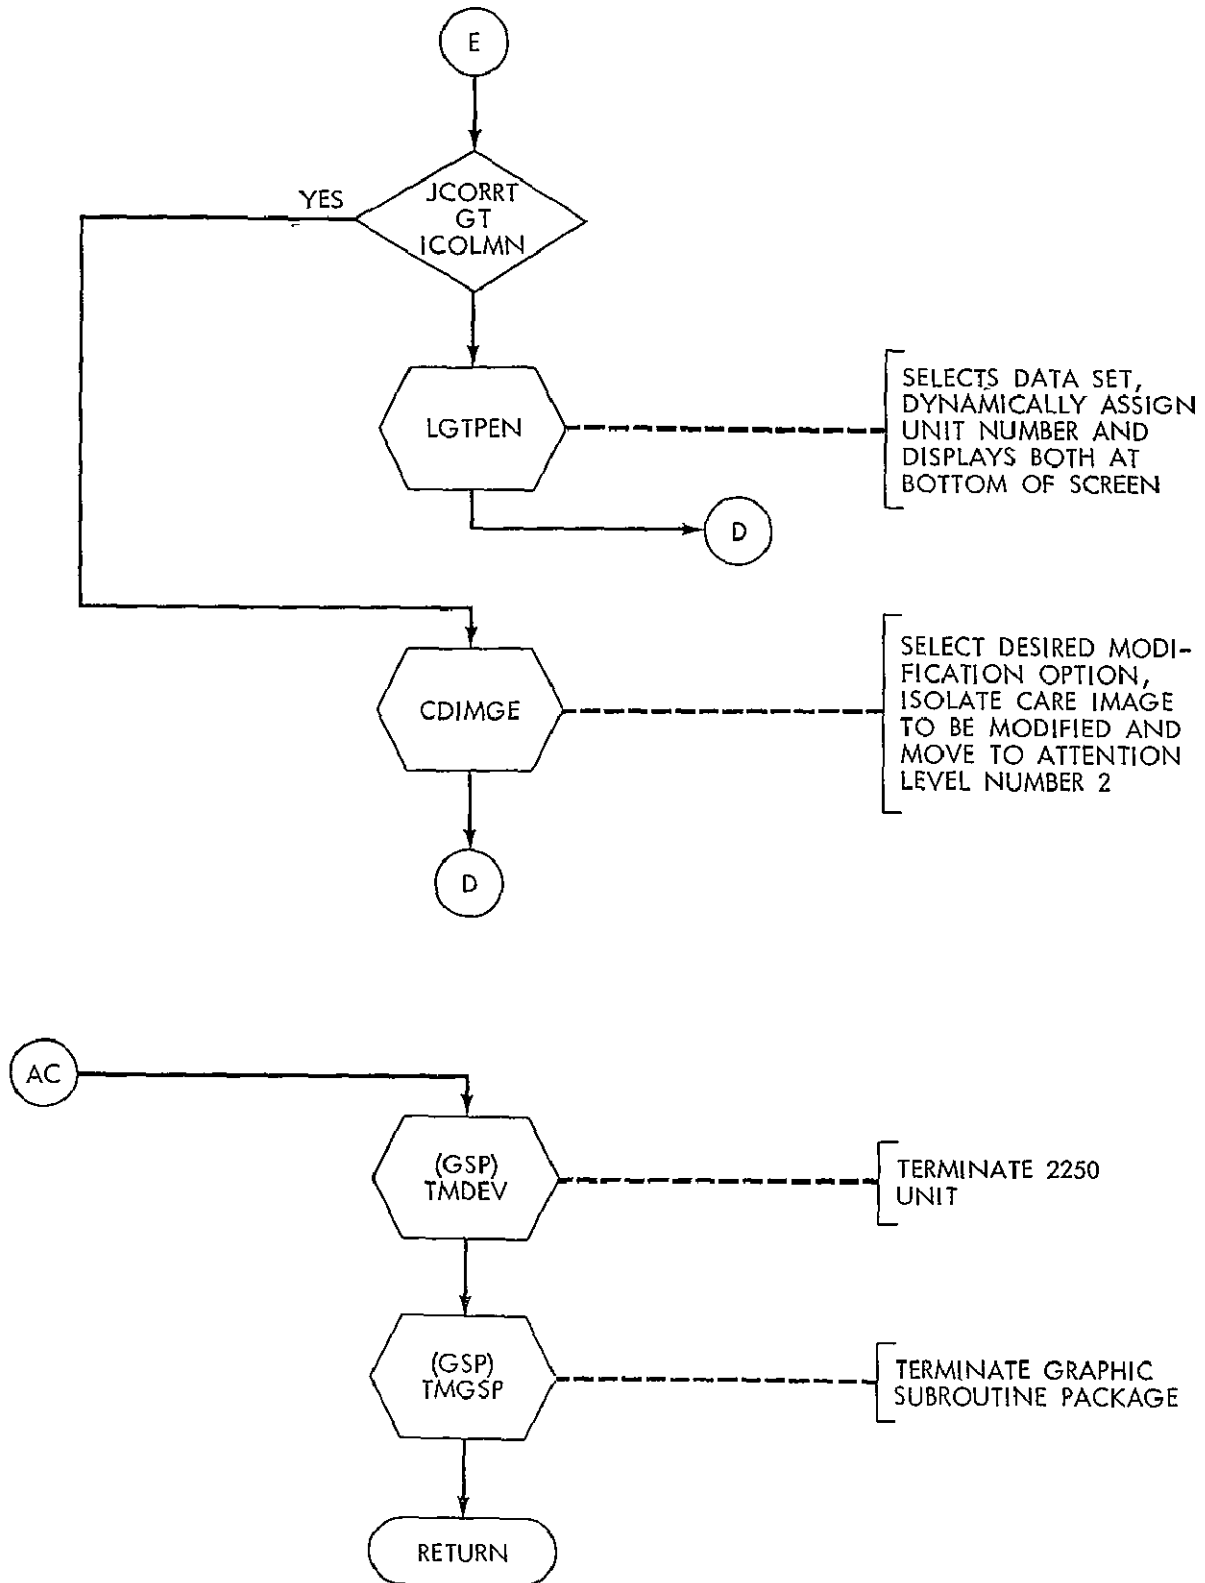 E
YES
JCORRT
GT
ICOLMN
LGTPEN
SELECTS DATA SET,
DYNAMICALLY ASSIGN
UNIT NUMBER AND
DISPLAYS BOTH AT
BOTTOM OF SCREEN
D
CDIMGE
SELECT DESIRED MODI-
FICATION OPTION,
ISOLATE CARE IMAGE
TO BE MODIFIED AND
MOVE TO ATTENTION
LEVEL NUMBER 2
D
AC
(GSP)
TMDEV
TERMINATE 2250
UNIT
(GSP)
TMGSP
TERMINATE GRAPHIC
SUBROUTINE PACKAGE
RETURN